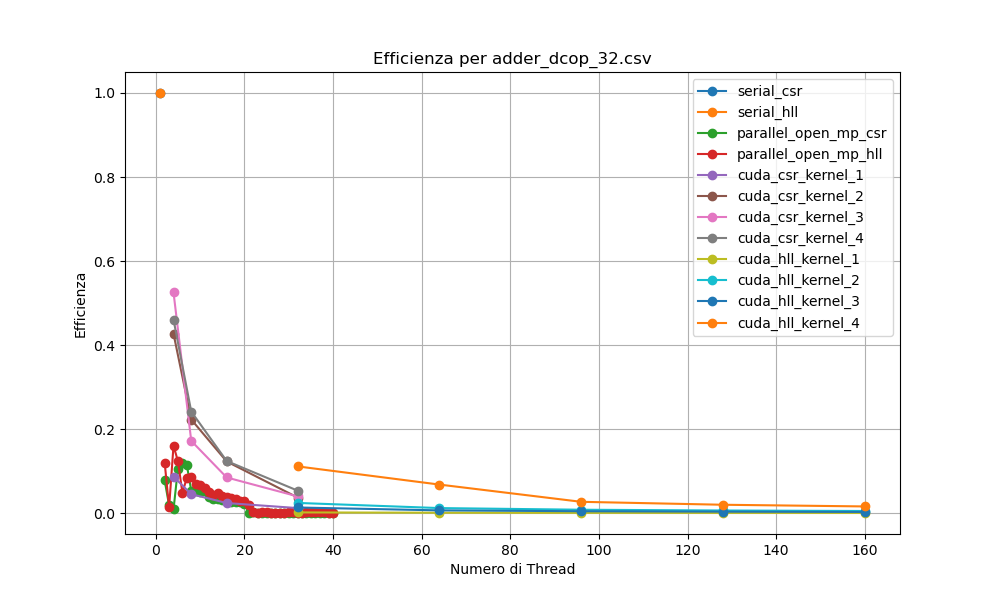 Efficienza per adder_dcop_32.csv
1.0
0.8
0.6
0.4
0.2
0.0
Efficienza
0 20 40 60 80 100 120 140 160
Numero di Thread
serial_csr
serial_hll
parallel_open_mp_csr
parallel_open_mp_hll
cuda_csr_kernel_1
cuda_csr_kernel_2
cuda_csr_kernel_3
cuda_csr_kernel_4
cuda_hll_kernel_1
cuda_hll_kernel_2
cuda_hll_kernel_3
cuda_hll_kernel_4